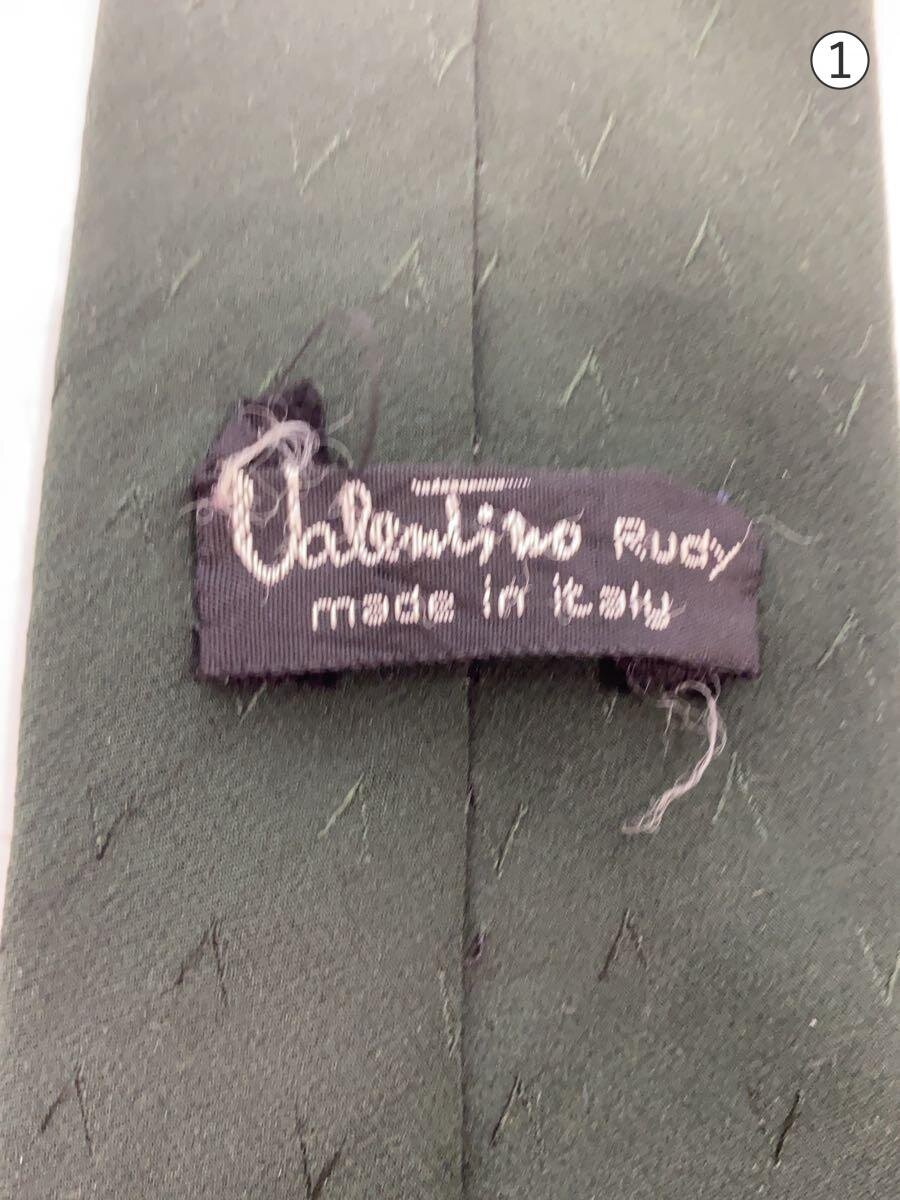 ①
Valentino Rudy
made in italy